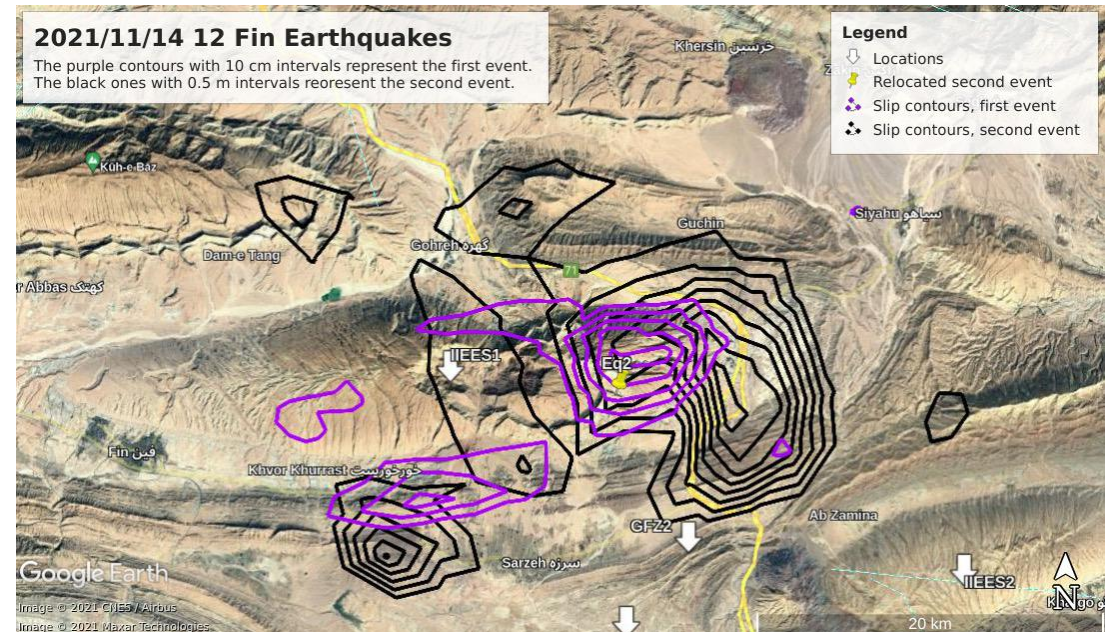 2021/11/14 12 Fin Earthquakes
The purple contours with 10 cm intervals represent the first event.
The black ones with 0.5 m intervals reoresent the second event.
Legend
Locations
Relocated second event
Slip contours, first event
Slip contours, second event
Khersin خرسین
Kūh-e Bāz
Siyahu سیاهو
Guchin
Gohreh گهره
Dam-e Tang
71
Abbas کهتک
IIEES1
Eq2
Fin فین
Khvor Khurrast خورخورست
GFZ2
Ab Zamina
Sarzeh سرزه
IIEES2
N
Google Earth
Image © 2021 CNES / Airbus
Image © 2021 Maxar Technologies
20 km